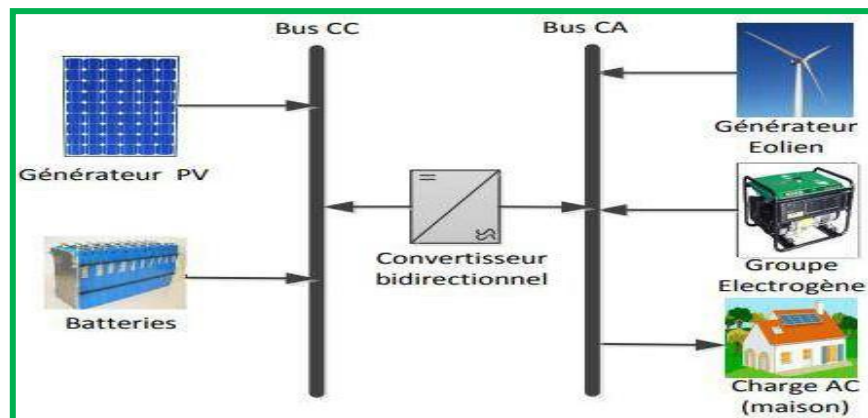 Bus CC
Bus CA
Générateur PV
Générateur
Eolien
Convertisseur
bidirectionnel
Groupe
Electrogène
Batteries
Charge AC
(maison)